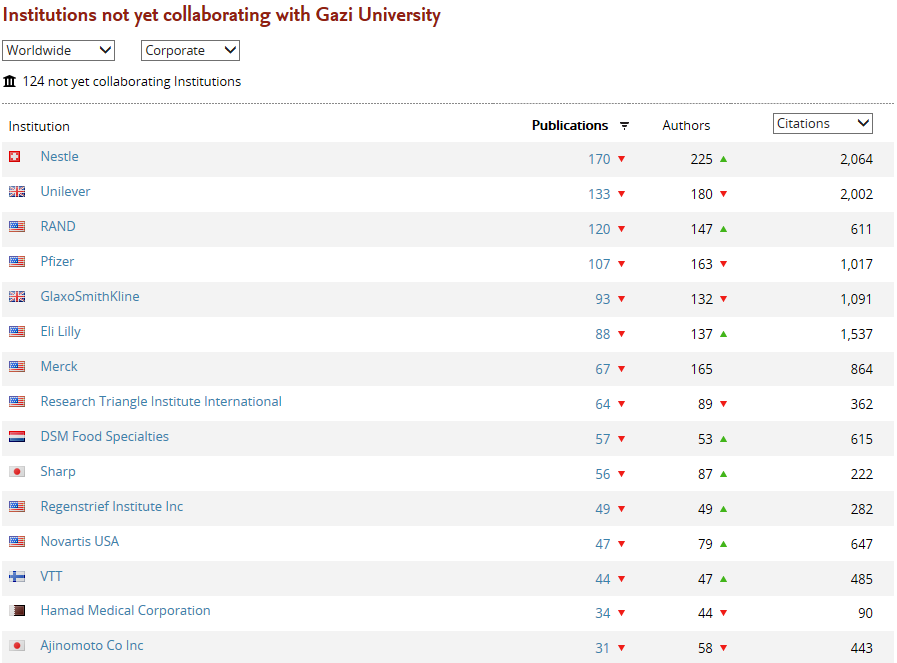 Institutions not yet collaborating with Gazi University
Worldwide Corporate
124 not yet collaborating Institutions
Institution Publications Authors Citations
Nestle 170 225 2,064
Unilever 133 180 2,002
RAND 120 147 611
Pfizer 107 163 1,017
GlaxoSmithKline 93 132 1,091
Eli Lilly 88 137 1,537
Merck 67 165 864
Research Triangle Institute International 64 89 362
DSM Food Specialties 57 53 615
Sharp 56 87 222
Regenstrief Institute Inc 49 49 282
Novartis USA 47 79 647
VTT 44 47 485
Hamad Medical Corporation 34 44 90
Ajinomoto Co Inc 31 58 443